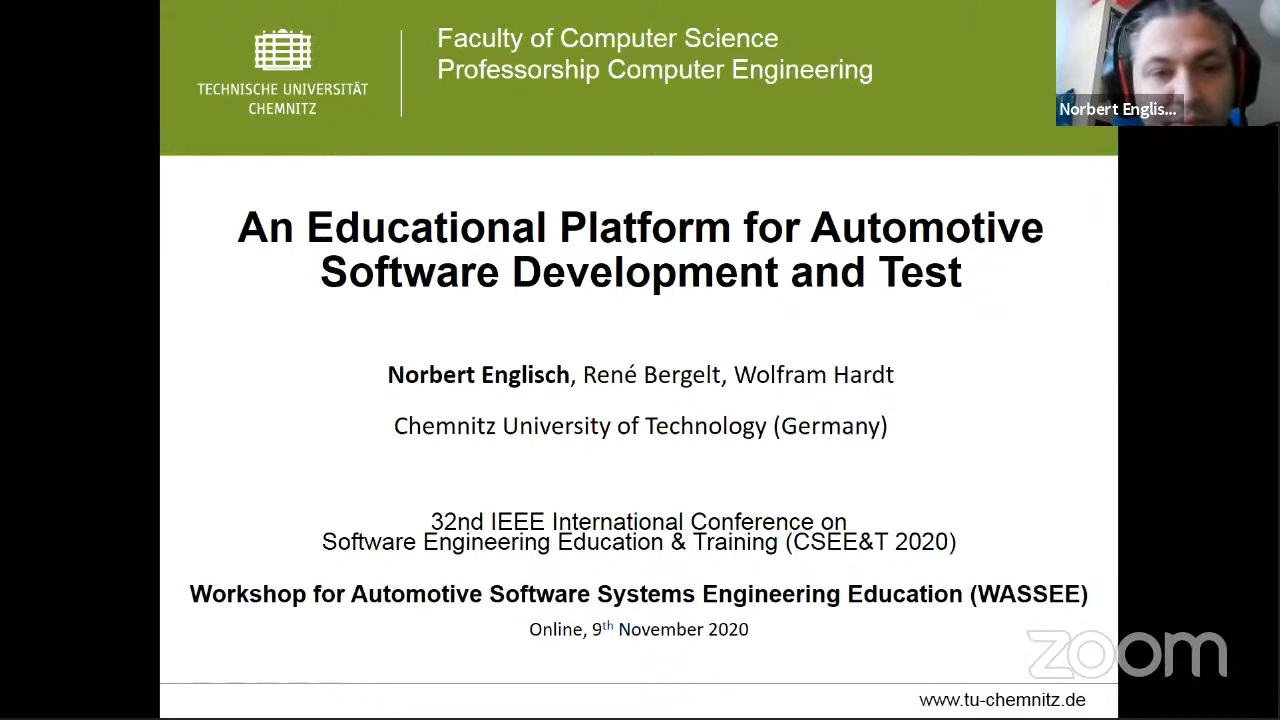 TECHNISCHE UNIVERSITÄT
CHEMNITZ
Faculty of Computer Science
Professorship Computer Engineering
Norbert Englis...
An Educational Platform for Automotive
Software Development and Test
Norbert Englisch, René Bergelt, Wolfram Hardt
Chemnitz University of Technology (Germany)
32nd IEEE International Conference on
Software Engineering Education & Training (CSEE&T 2020)
Workshop for Automotive Software Systems Engineering Education (WASSEE)
Online, 9th November 2020
zoom
www.tu-chemnitz.de